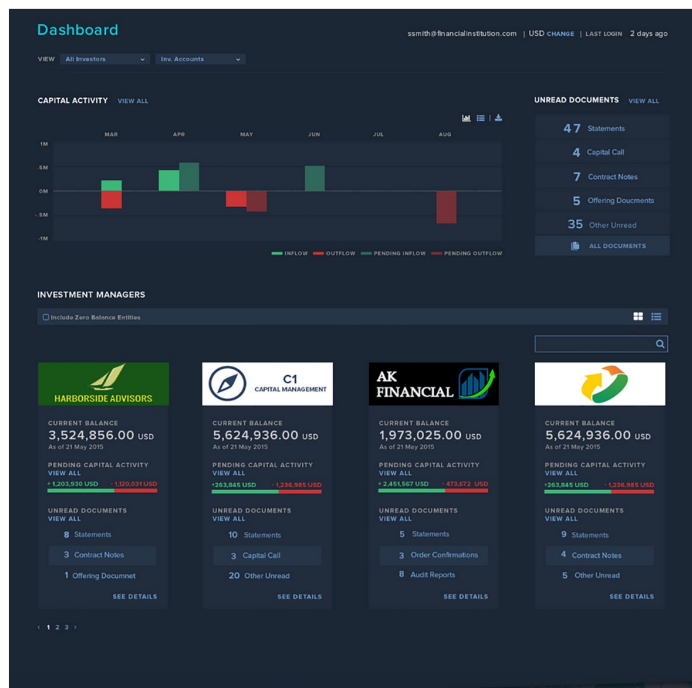 Dashboard
ssmith@financialinstitution.com | USD CHANGE | LAST LOGIN 2 days ago
VIEW All Investors Inv. Accounts
CAPITAL ACTIVITY VIEW ALL
MAR APR MAY JUN JUL AUG
1M
.5M
0M
-.5M
-1M
INFLOW OUTFLOW PENDING INFLOW PENDING OUTFLOW
UNREAD DOCUMENTS VIEW ALL
47 Statements
4 Capital Call
7 Contract Notes
5 Offering Doucments
35 Other Unread
ALL DOCUMENTS
INVESTMENT MANAGERS
Include Zero Balance Entities
HARBORSIDE ADVISORS
CURRENT BALANCE
3,524,856.00 USD
As of 21 May 2015
PENDING CAPITAL ACTIVITY
VIEW ALL
+ 1,203,930 USD - 1,120,031 USD
UNREAD DOCUMENTS
VIEW ALL
8 Statements
3 Contract Notes
1 Offering Documnet
SEE DETAILS
C1
CAPITAL MANAGEMENT
CURRENT BALANCE
5,624,936.00 USD
As of 21 May 2015
PENDING CAPITAL ACTIVITY
VIEW ALL
+263,845 USD - 1,236,985 USD
UNREAD DOCUMENTS
VIEW ALL
10 Statements
3 Capital Call
20 Other Unread
SEE DETAILS
AK
FINANCIAL
CURRENT BALANCE
1,973,025.00 USD
As of 21 May 2015
PENDING CAPITAL ACTIVITY
VIEW ALL
+ 2,451,567 USD - 473,672 USD
UNREAD DOCUMENTS
VIEW ALL
5 Statements
3 Order Confirmations
8 Audit Reports
SEE DETAILS
CURRENT BALANCE
5,624,936.00 USD
As of 21 May 2015
PENDING CAPITAL ACTIVITY
VIEW ALL
+263,845 USD - 1,236,985 USD
UNREAD DOCUMENTS
VIEW ALL
9 Statements
4 Contract Notes
5 Other Unread
SEE DETAILS
‹ 1 2 3 ›